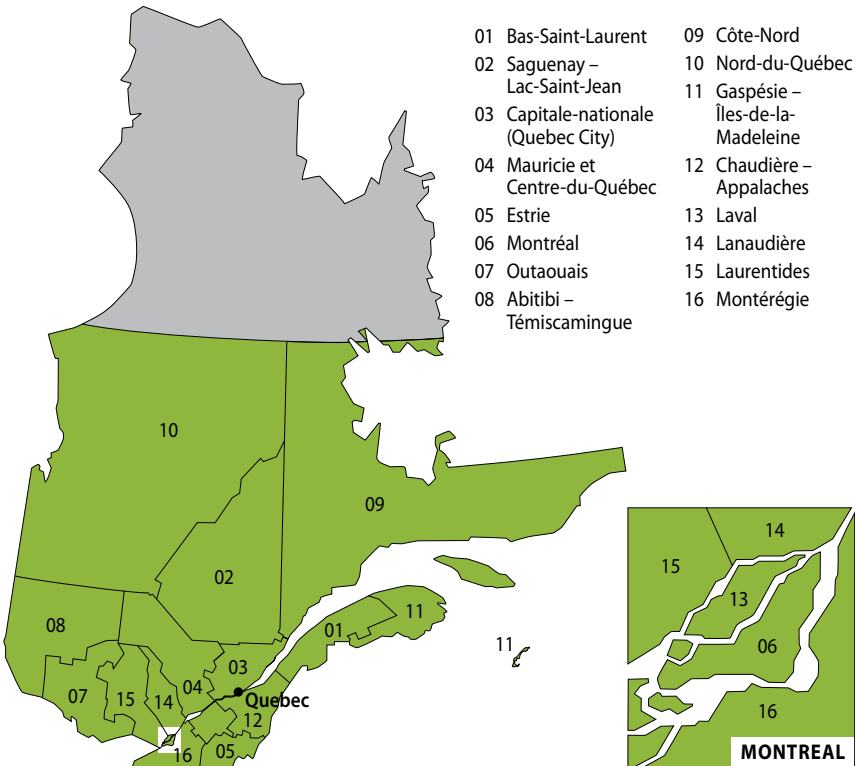 01 Bas-Saint-Laurent
02 Saguenay –
Lac-Saint-Jean
03 Capitale-nationale
(Quebec City)
04 Mauricie et
Centre-du-Québec
05 Estrie
06 Montréal
07 Outaouais
08 Abitibi –
Témiscamingue
09 Côte-Nord
10 Nord-du-Québec
11 Gaspésie –
Îles-de-la-
Madeleine
12 Chaudière –
Appalaches
13 Laval
14 Lanaudière
15 Laurentides
16 Montérégie
10
09
02
08
01
11
11
03
04
07
15
14
Quebec
12
16
05
14
15
13
06
16
MONTREAL